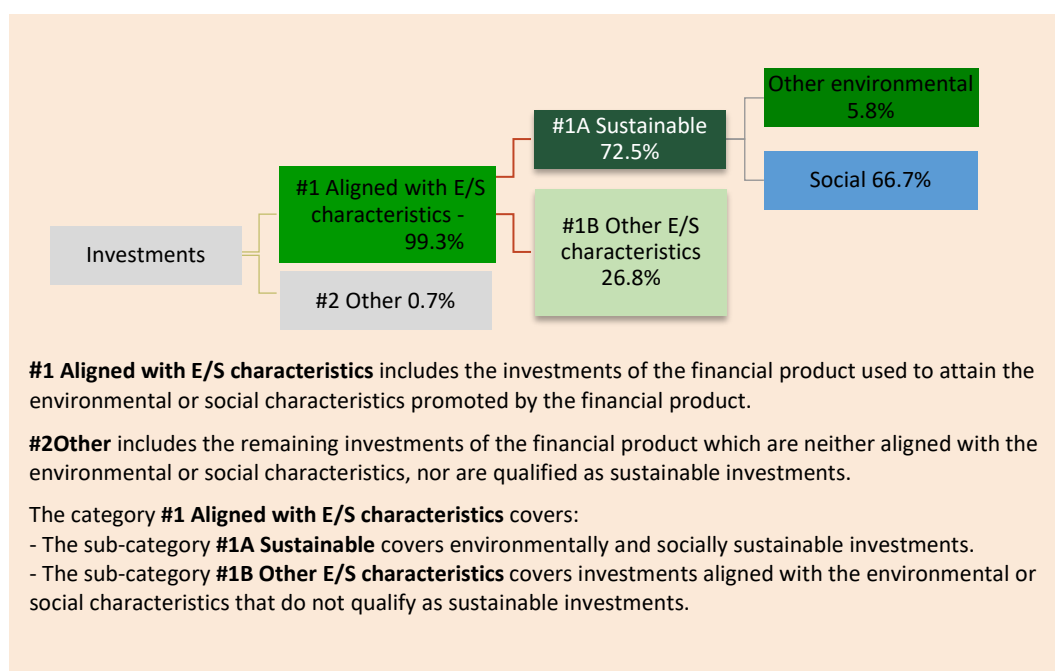 Other environmental
5.8%
#1A Sustainable
72.5%
Social 66.7%
#1 Aligned with E/S
characteristics -
99.3%
#1B Other E/S
characteristics
26.8%
Investments
#2 Other 0.7%
#1 Aligned with E/S characteristics includes the investments of the financial product used to attain the
environmental or social characteristics promoted by the financial product.
#2Other includes the remaining investments of the financial product which are neither aligned with the
environmental or social characteristics, nor are qualified as sustainable investments.
The category #1 Aligned with E/S characteristics covers:
- The sub-category #1A Sustainable covers environmentally and socially sustainable investments.
- The sub-category #1B Other E/S characteristics covers investments aligned with the environmental or
social characteristics that do not qualify as sustainable investments.